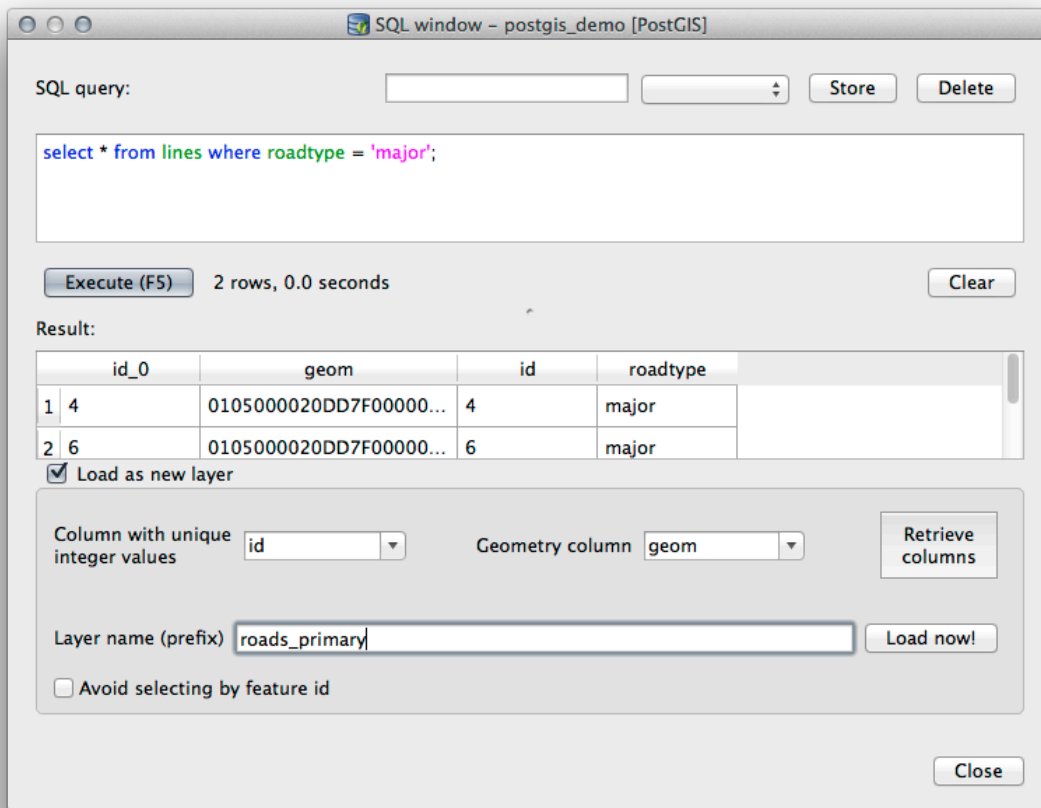 SQL window – postgis_demo [PostGIS]
SQL query:
Store
Delete
select * from lines where roadtype = 'major';
Execute (F5)
2 rows, 0.0 seconds
Clear
Result:
id_0 geom id roadtype
1 4 0105000020DD7F00000... 4 major
2 6 0105000020DD7F00000... 6 major
Load as new layer
Column with unique
integer values
id
Geometry column
geom
Retrieve
columns
Layer name (prefix)
roads_primary
Load now!
Avoid selecting by feature id
Close